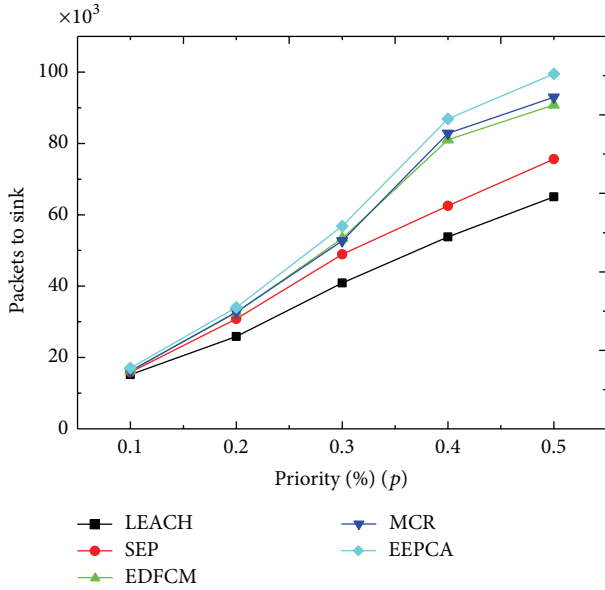 ×10³
100
80
60
40
20
0
Packets to sink
0.1 0.2 0.3 0.4 0.5
Priority (%) (p)
LEACH
SEP
EDFCM
MCR
EEPCA